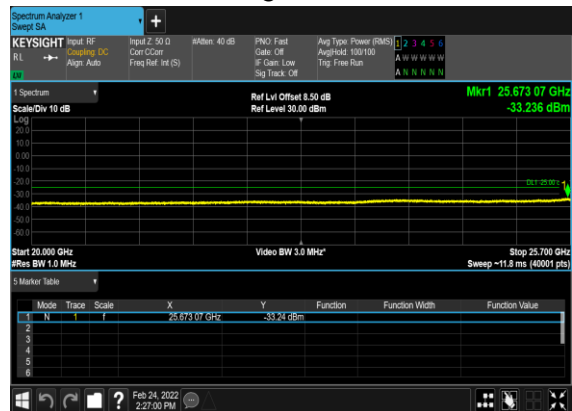 Spectrum Analyzer 1
Swept SA
+
KEYSIGHT Input: RF Input Z: 50 Ω #Atten: 40 dB PNO: Fast Avg Type: Power (RMS) 1 2 3 4 5 6
RL Coupling: DC Corr CCorr Gate: Off Avg|Hold: 100/100 A W W W W W
Align: Auto Freq Ref: Int (S) IF Gain: Low Trig: Free Run
Sig Track: Off A N N N N N
1 Spectrum
Ref Lvl Offset 8.50 dB Mkr1 25.673 07 GHz
Scale/Div 10 dB Ref Level 30.00 dBm -33.236 dBm
Log
20.0
10.0
0.00
-10.0
-20.0
DL1 -25.00
1
-30.0
-40.0
-50.0
-60.0
Start 20.000 GHz Video BW 3.0 MHz* Stop 25.700 GHz
#Res BW 1.0 MHz Sweep ~11.8 ms (40001 pts)
5 Marker Table
Mode Trace Scale X Y Function Function Width Function Value
1 N 1 f 25.673 07 GHz -33.24 dBm
2
3
4
5
6
? Feb 24, 2022
2:27:00 PM